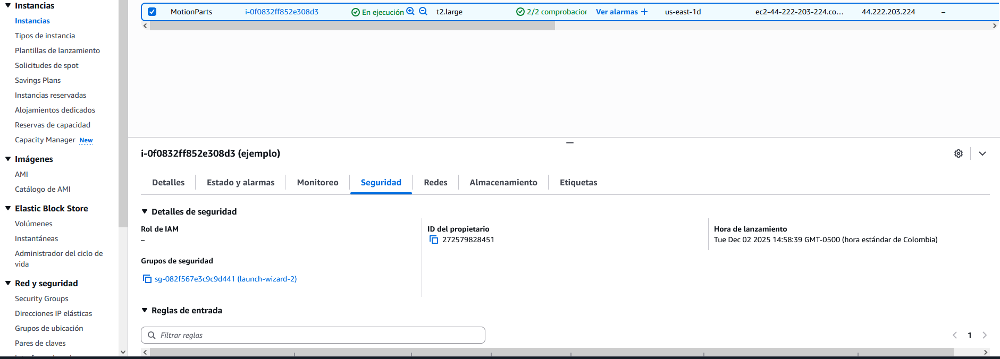 Instancias
Instancias
Tipos de instancia
Plantillas de lanzamiento
Solicitudes de spot
Savings Plans
Instancias reservadas
Alojamientos dedicados
Reservas de capacidad
Capacity Manager New
Imágenes
AMI
Catálogo de AMI
Elastic Block Store
Volúmenes
Instantáneas
Administrador del ciclo de
vida
Red y seguridad
Security Groups
Direcciones IP elásticas
Grupos de ubicación
Pares de claves
MotionParts i-0f0832ff852e308d3 En ejecución t2.large 2/2 comprobacior Ver alarmas + us-east-1d ec2-44-222-203-224.co... 44.222.203.224 –
i-0f0832ff852e308d3 (ejemplo)
Detalles Estado y alarmas Monitoreo Seguridad Redes Almacenamiento Etiquetas
Detalles de seguridad
Rol de IAM
–
ID del propietario
272579828451
Hora de lanzamiento
Tue Dec 02 2025 14:58:39 GMT-0500 (hora estándar de Colombia)
Grupos de seguridad
sg-082f567e3c9c9d441 (launch-wizard-2)
Reglas de entrada
Filtrar reglas
1